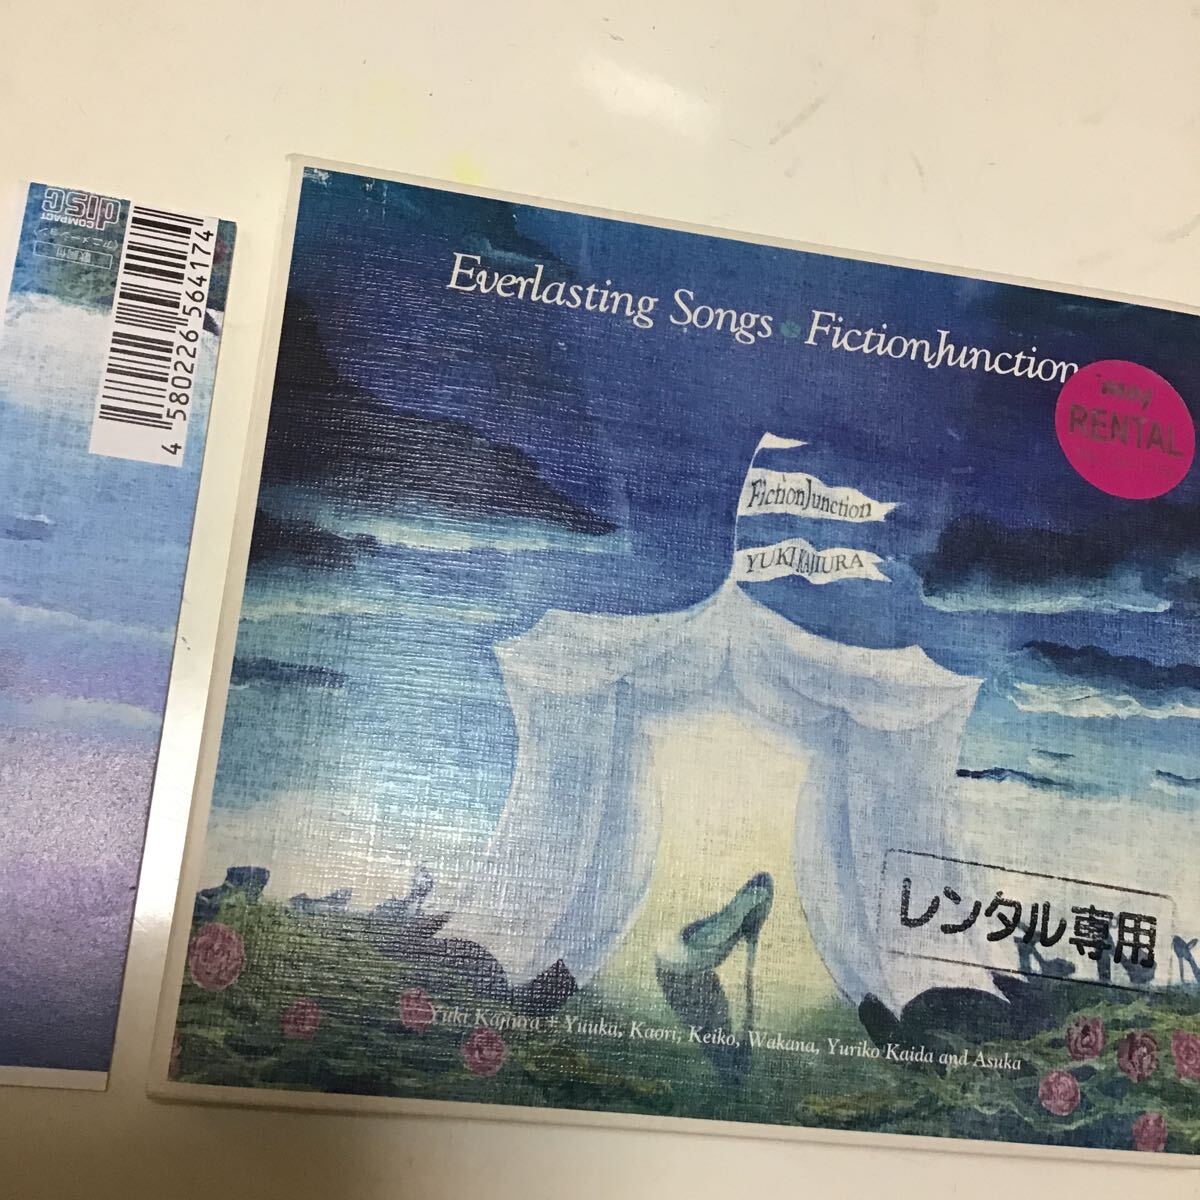 COMPACT
disc
4 580226 564174
Everlasting Songs FictionJunction
RENTAL
FictionJunction
YUKI KAJIURA
レンタル専用
Yuki Kajiura + Yuuka, Kaori, Keiko, Wakana, Yuriko Kaida and Asuka